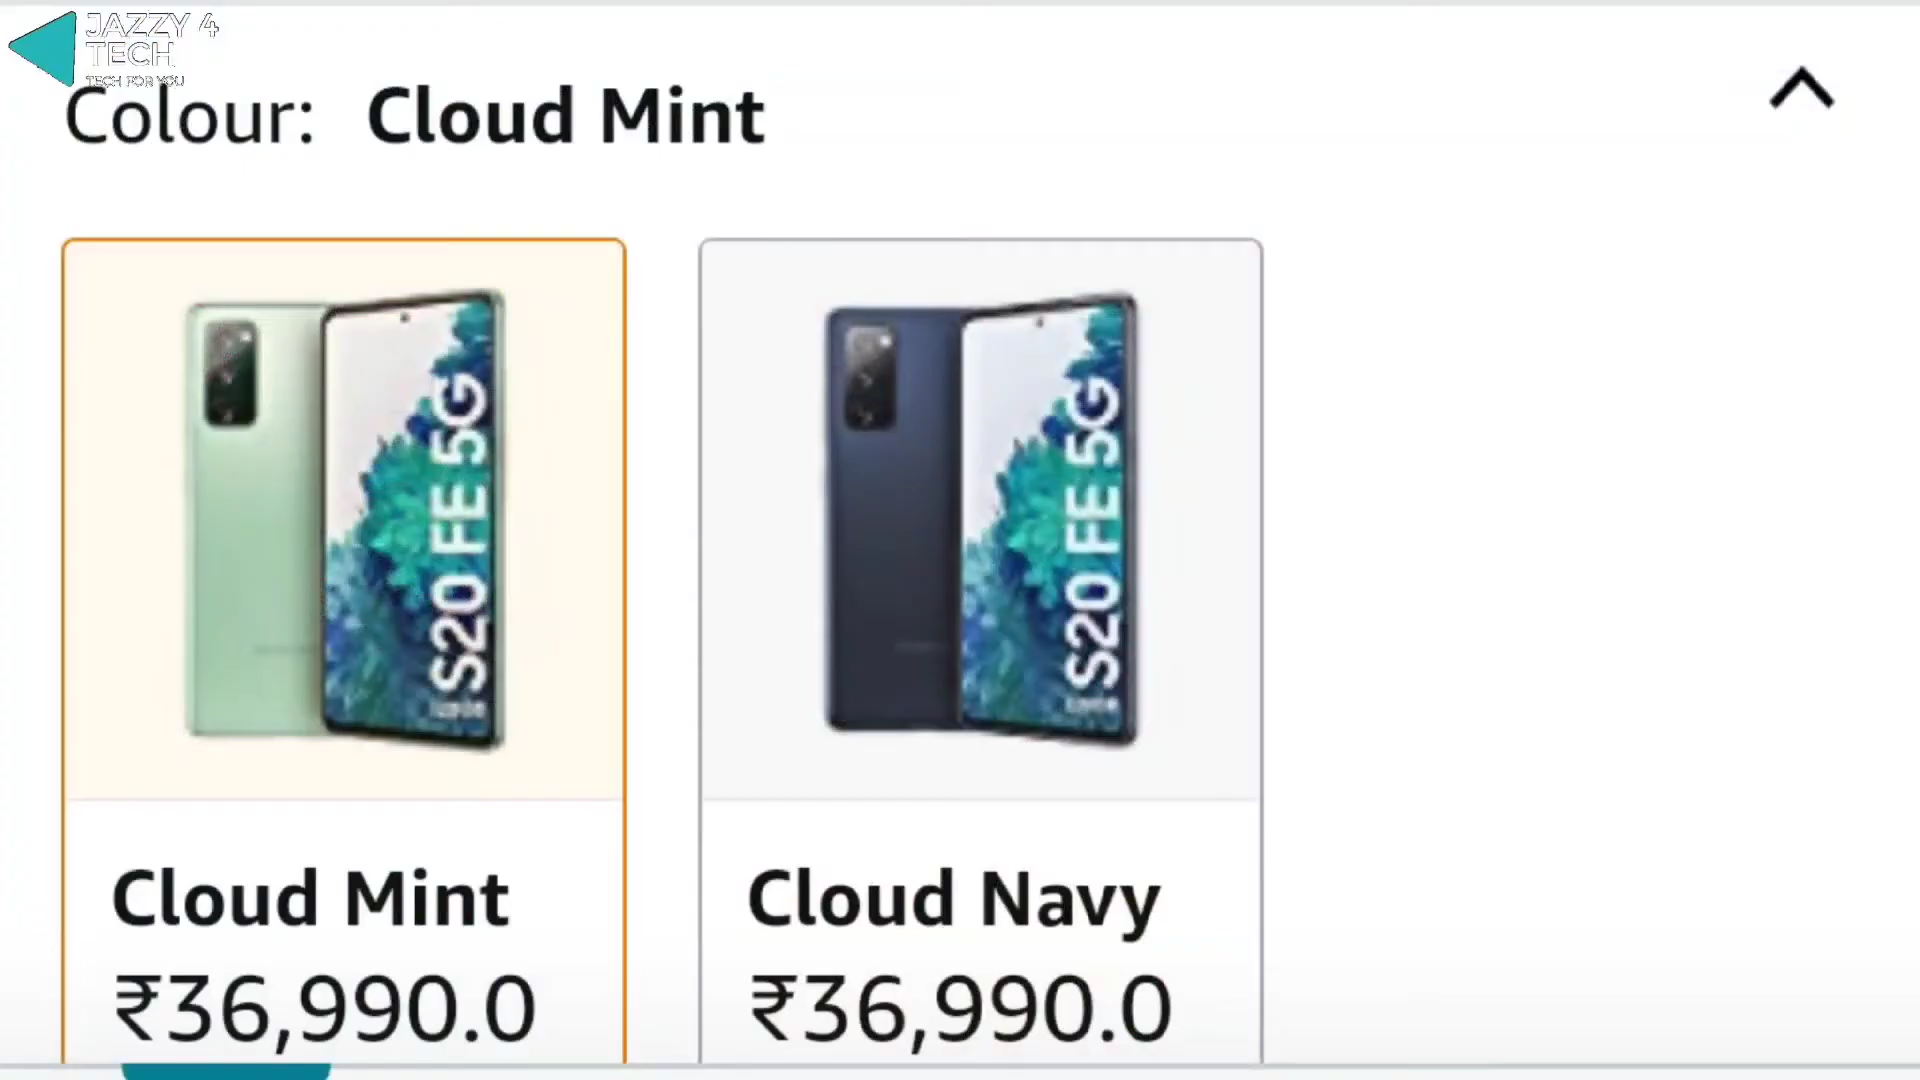 JAZZY 4
TECH
TECH FOR YOU
Colour: Cloud Mint
S20 FE 5G
S20 FE 5G
Cloud Mint
Cloud Navy
₹36,990.0
₹36,990.0